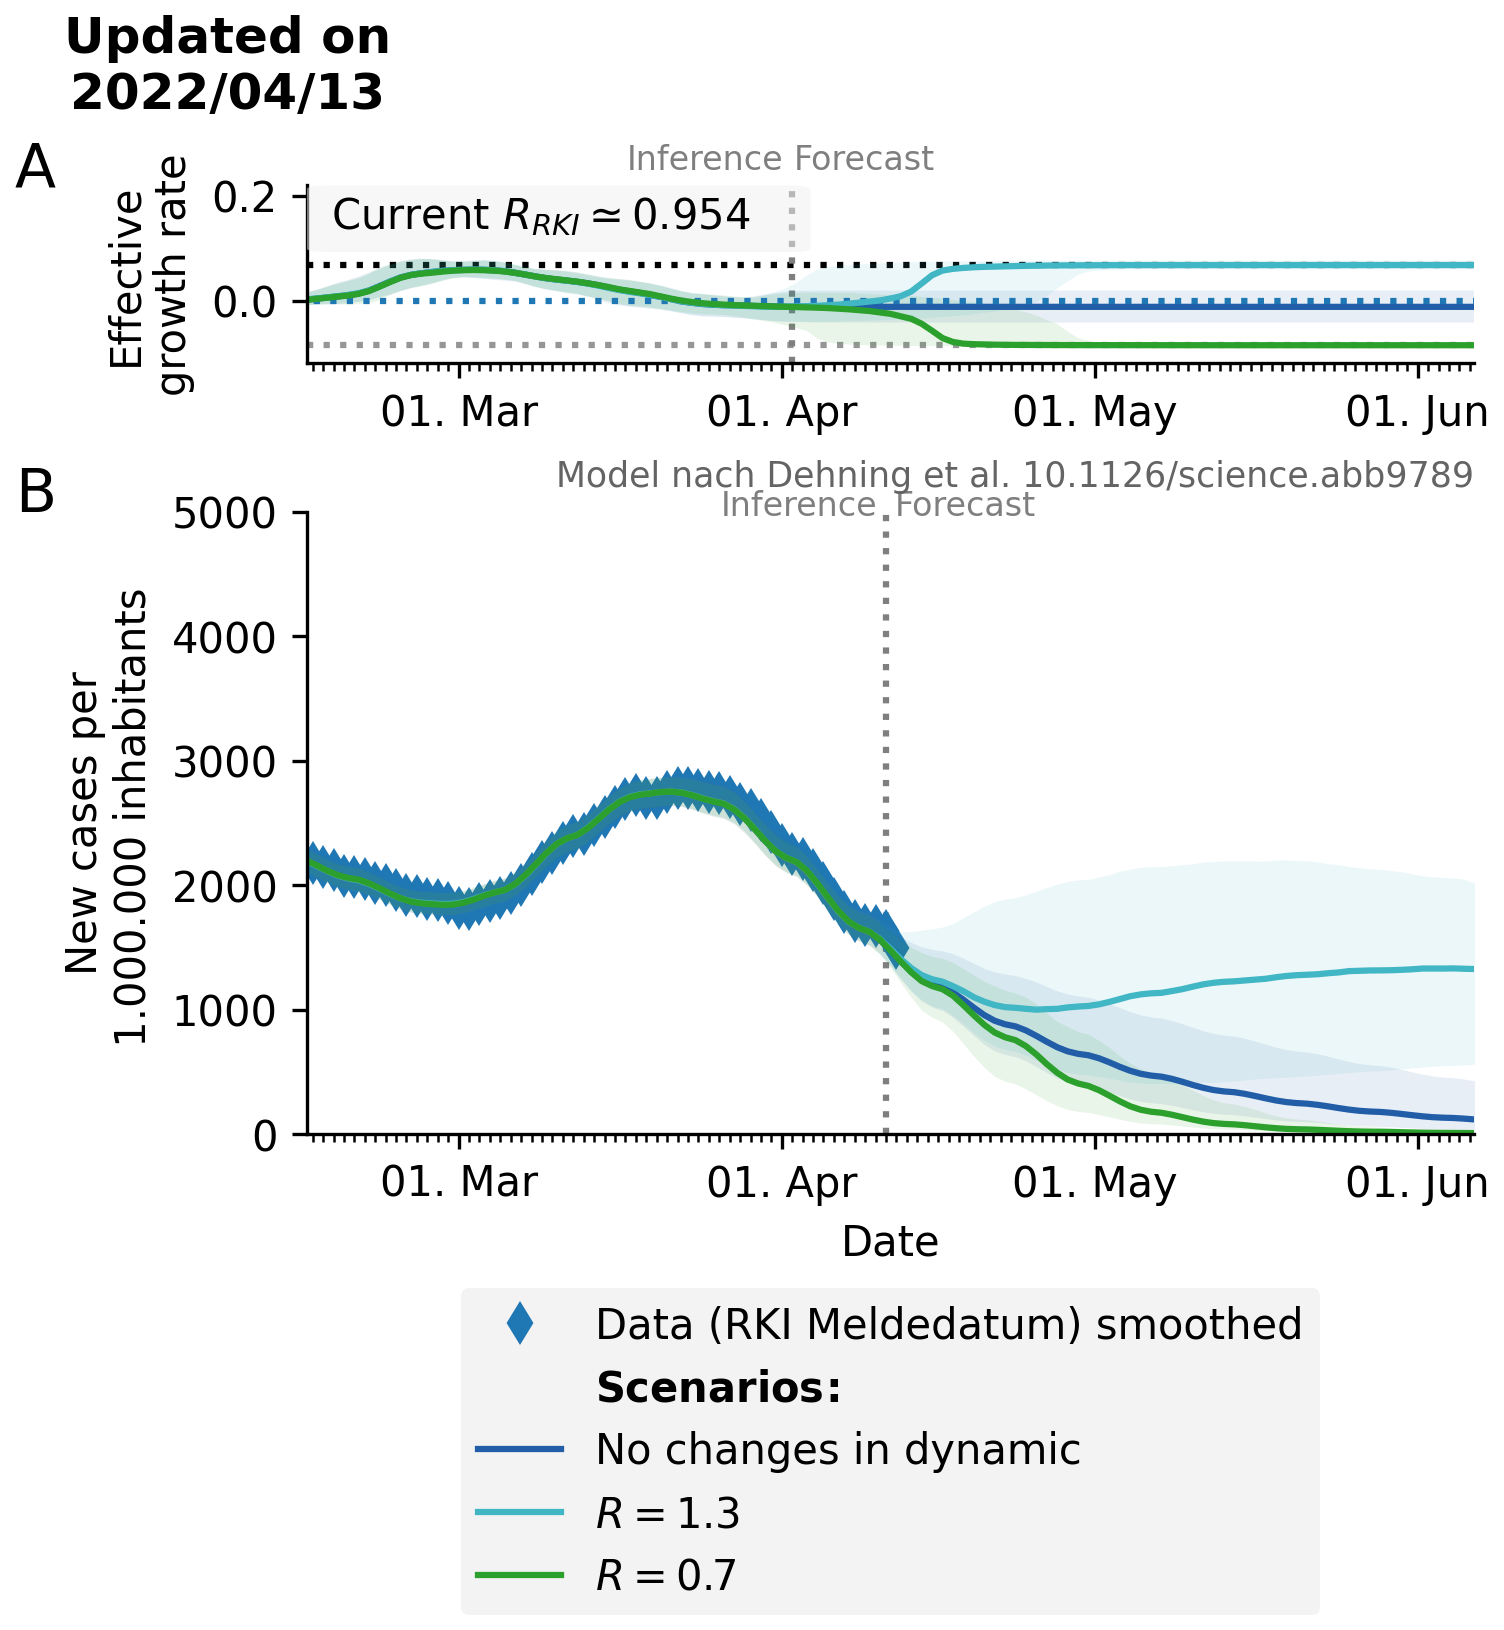 Updated on
2022/04/13
A
Inference Forecast
Effective
growth rate
0.2
0.0
Current R_RKI ≃ 0.954
01. Mar 01. Apr 01. May 01. Jun
Model nach Dehning et al. 10.1126/science.abb9789
B
Inference Forecast
New cases per
1.000.000 inhabitants
5000
4000
3000
2000
1000
0
01. Mar 01. Apr 01. May 01. Jun
Date
Data (RKI Meldedatum) smoothed
Scenarios:
No changes in dynamic
R = 1.3
R = 0.7